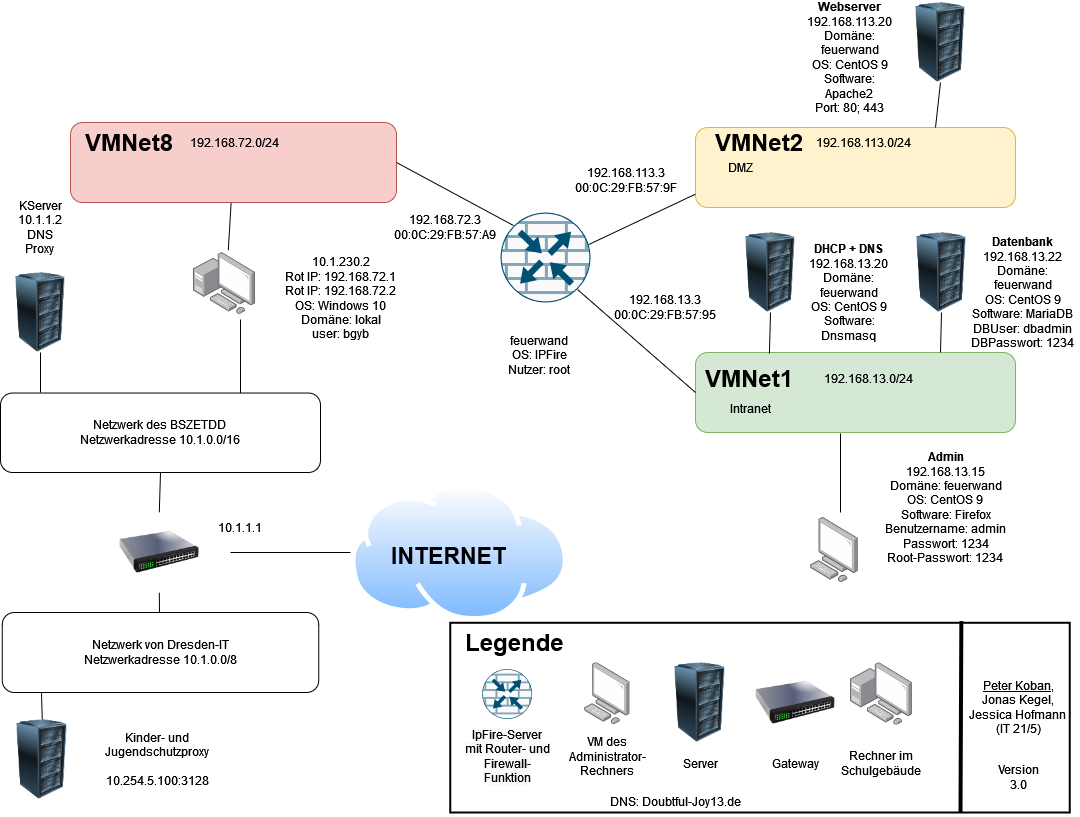 Webserver
192.168.113.20
Domäne:
feuerwand
OS: CentOS 9
Software:
Apache2
Port: 80; 443
VMNet8
192.168.72.0/24
VMNet2
192.168.113.0/24
DMZ
192.168.113.3
00:0C:29:FB:57:9F
192.168.72.3
00:0C:29:FB:57:A9
KServer
10.1.1.2
DNS
Proxy
10.1.230.2
Rot IP: 192.168.72.1
Rot IP: 192.168.72.2
OS: Windows 10
Domäne: lokal
user: bgyb
feuerwand
OS: IPFire
Nutzer: root
192.168.13.3
00:0C:29:FB:57:95
DHCP + DNS
192.168.13.20
Domäne:
feuerwand
OS: CentOS 9
Software:
Dnsmasq
Datenbank
192.168.13.22
Domäne:
feuerwand
OS: CentOS 9
Software: MariaDB
DBUser: dbadmin
DBPasswort: 1234
VMNet1
192.168.13.0/24
Intranet
Netzwerk des BSZETDD
Netzwerkadresse 10.1.0.0/16
Admin
192.168.13.15
Domäne: feuerwand
OS: CentOS 9
Software: Firefox
Benutzername: admin
Passwort: 1234
Root-Passwort: 1234
10.1.1.1
INTERNET
Netzwerk von Dresden-IT
Netzwerkadresse 10.1.0.0/8
Kinder- und
Jugendschutzproxy
10.254.5.100:3128
Legende
IpFire-Server
mit Router- und
Firewall-
Funktion
VM des
Administrator-
Rechners
Server
Gateway
Rechner im
Schulgebäude
DNS: Doubtful-Joy13.de
Peter Koban,
Jonas Kegel,
Jessica Hofmann
(IT 21/5)
Version
3.0